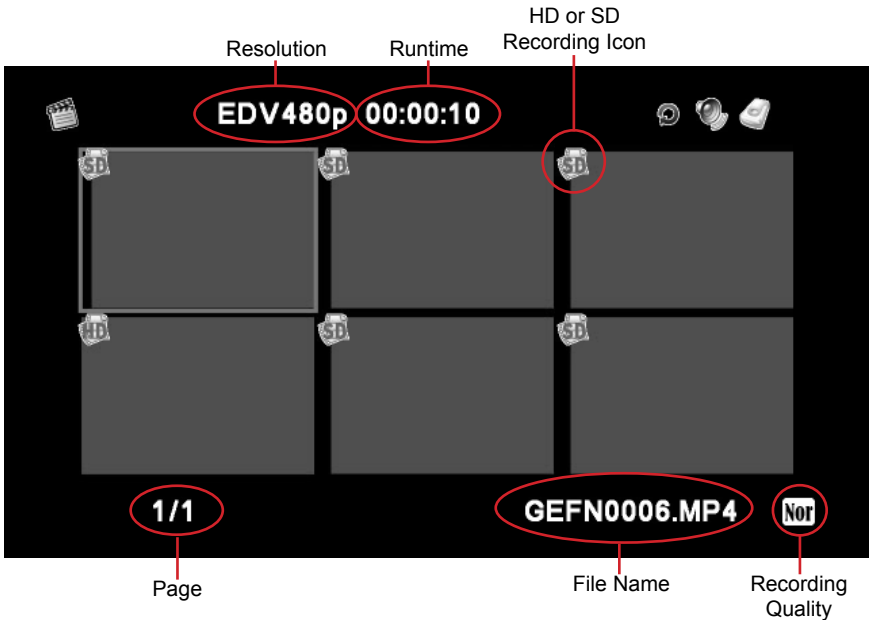 HD or SD
Recording Icon
Resolution
Runtime
EDV480p 00:00:10
SD
SD
SD
HD
SD
SD
1/1
GEFN0006.MP4
Nor
Page
File Name
Recording
Quality